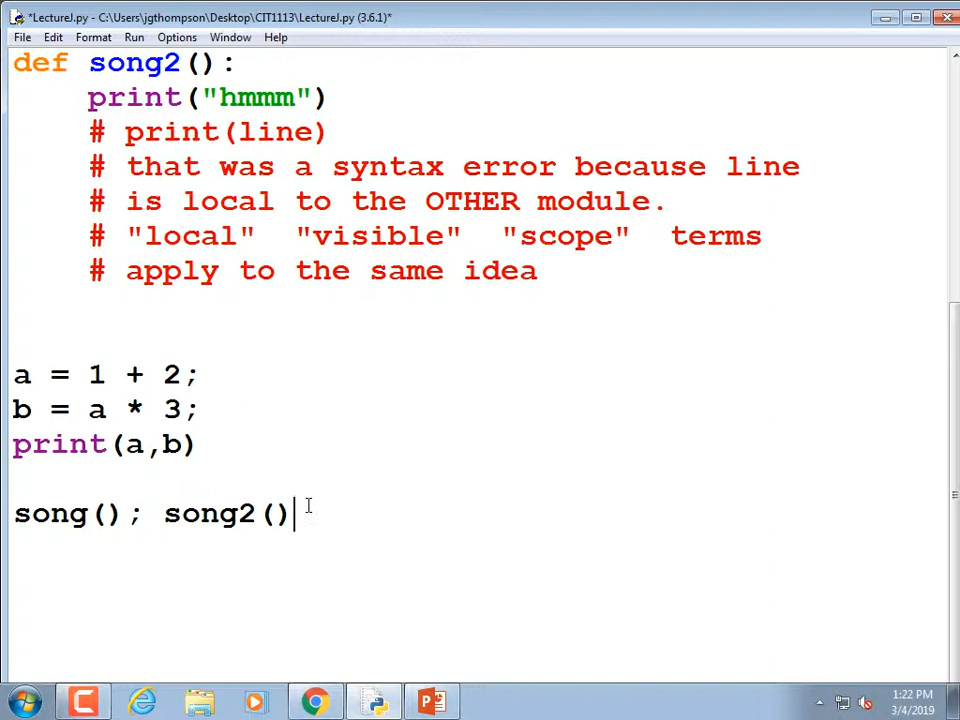 *LectureJ.py - C:\Users\jgthompson\Desktop\CIT1113\LectureJ.py (3.6.1)*
File Edit Format Run Options Window Help
def song2():
    print("hmmm")
    # print(line)
    # that was a syntax error because line
    # is local to the OTHER module.
    # "local"  "visible"  "scope"  terms
    # apply to the same idea
a = 1 + 2;
b = a * 3;
print(a,b)
song(); song2()
1:22 PM
3/4/2019